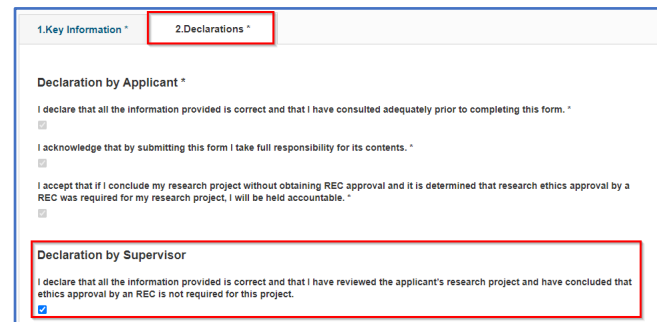 1.Key Information *
2.Declarations *
Declaration by Applicant *
I declare that all the information provided is correct and that I have consulted adequately prior to completing this form. *
I acknowledge that by submitting this form I take full responsibility for its contents. *
I accept that if I conclude my research project without obtaining REC approval and it is determined that research ethics approval by a
REC was required for my research project, I will be held accountable. *
Declaration by Supervisor
I declare that all the information provided is correct and that I have reviewed the applicant's research project and have concluded that
ethics approval by an REC is not required for this project.